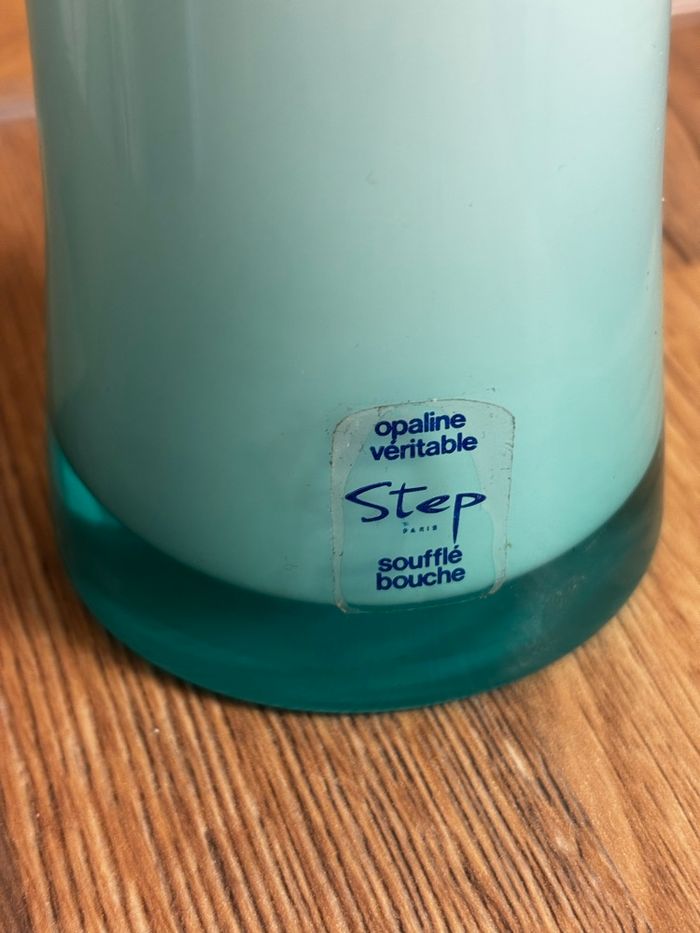 opaline
véritable
Step
PARIS
soufflé
bouche